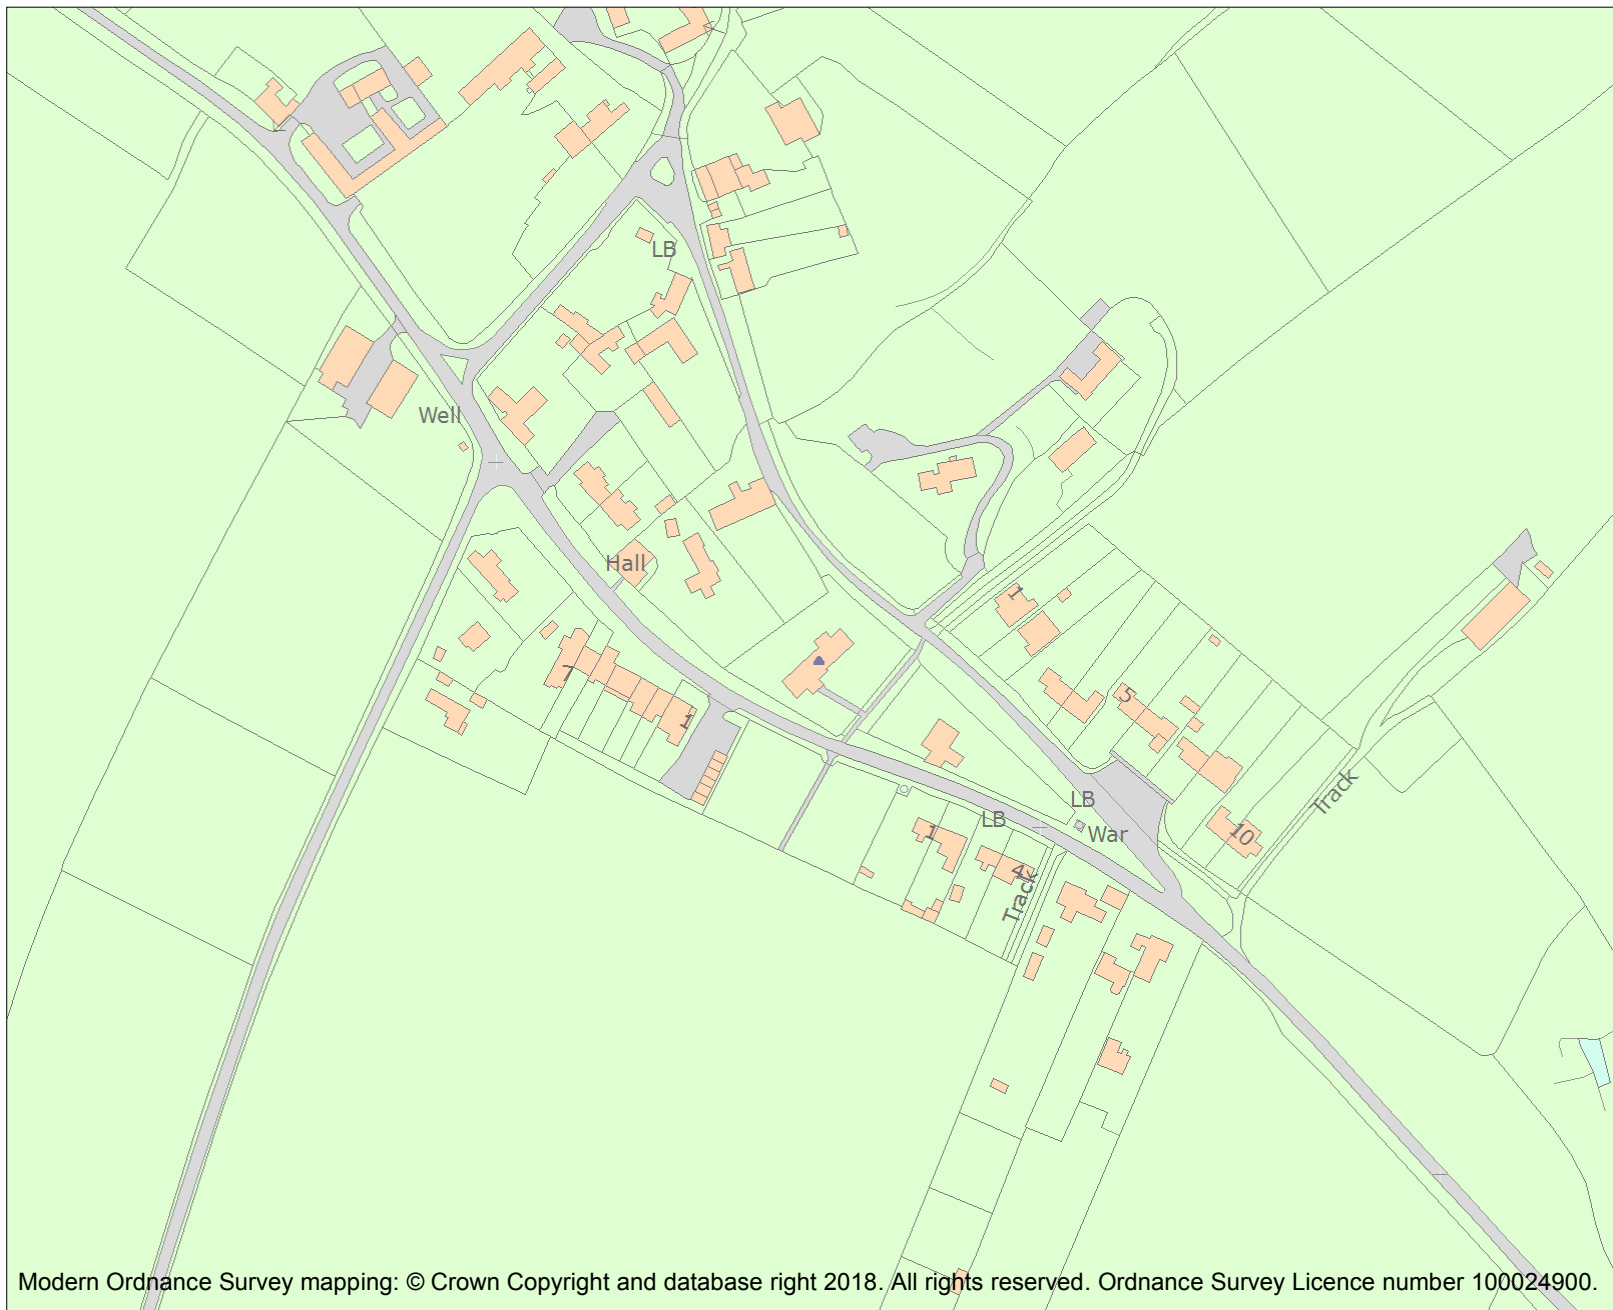 LB
Well
Hall
1
7
5
1
Track
LB
LB
War
1
10
4
Track
Modern Ordnance Survey mapping: © Crown Copyright and database right 2018. All rights reserved. Ordnance Survey Licence number 100024900.